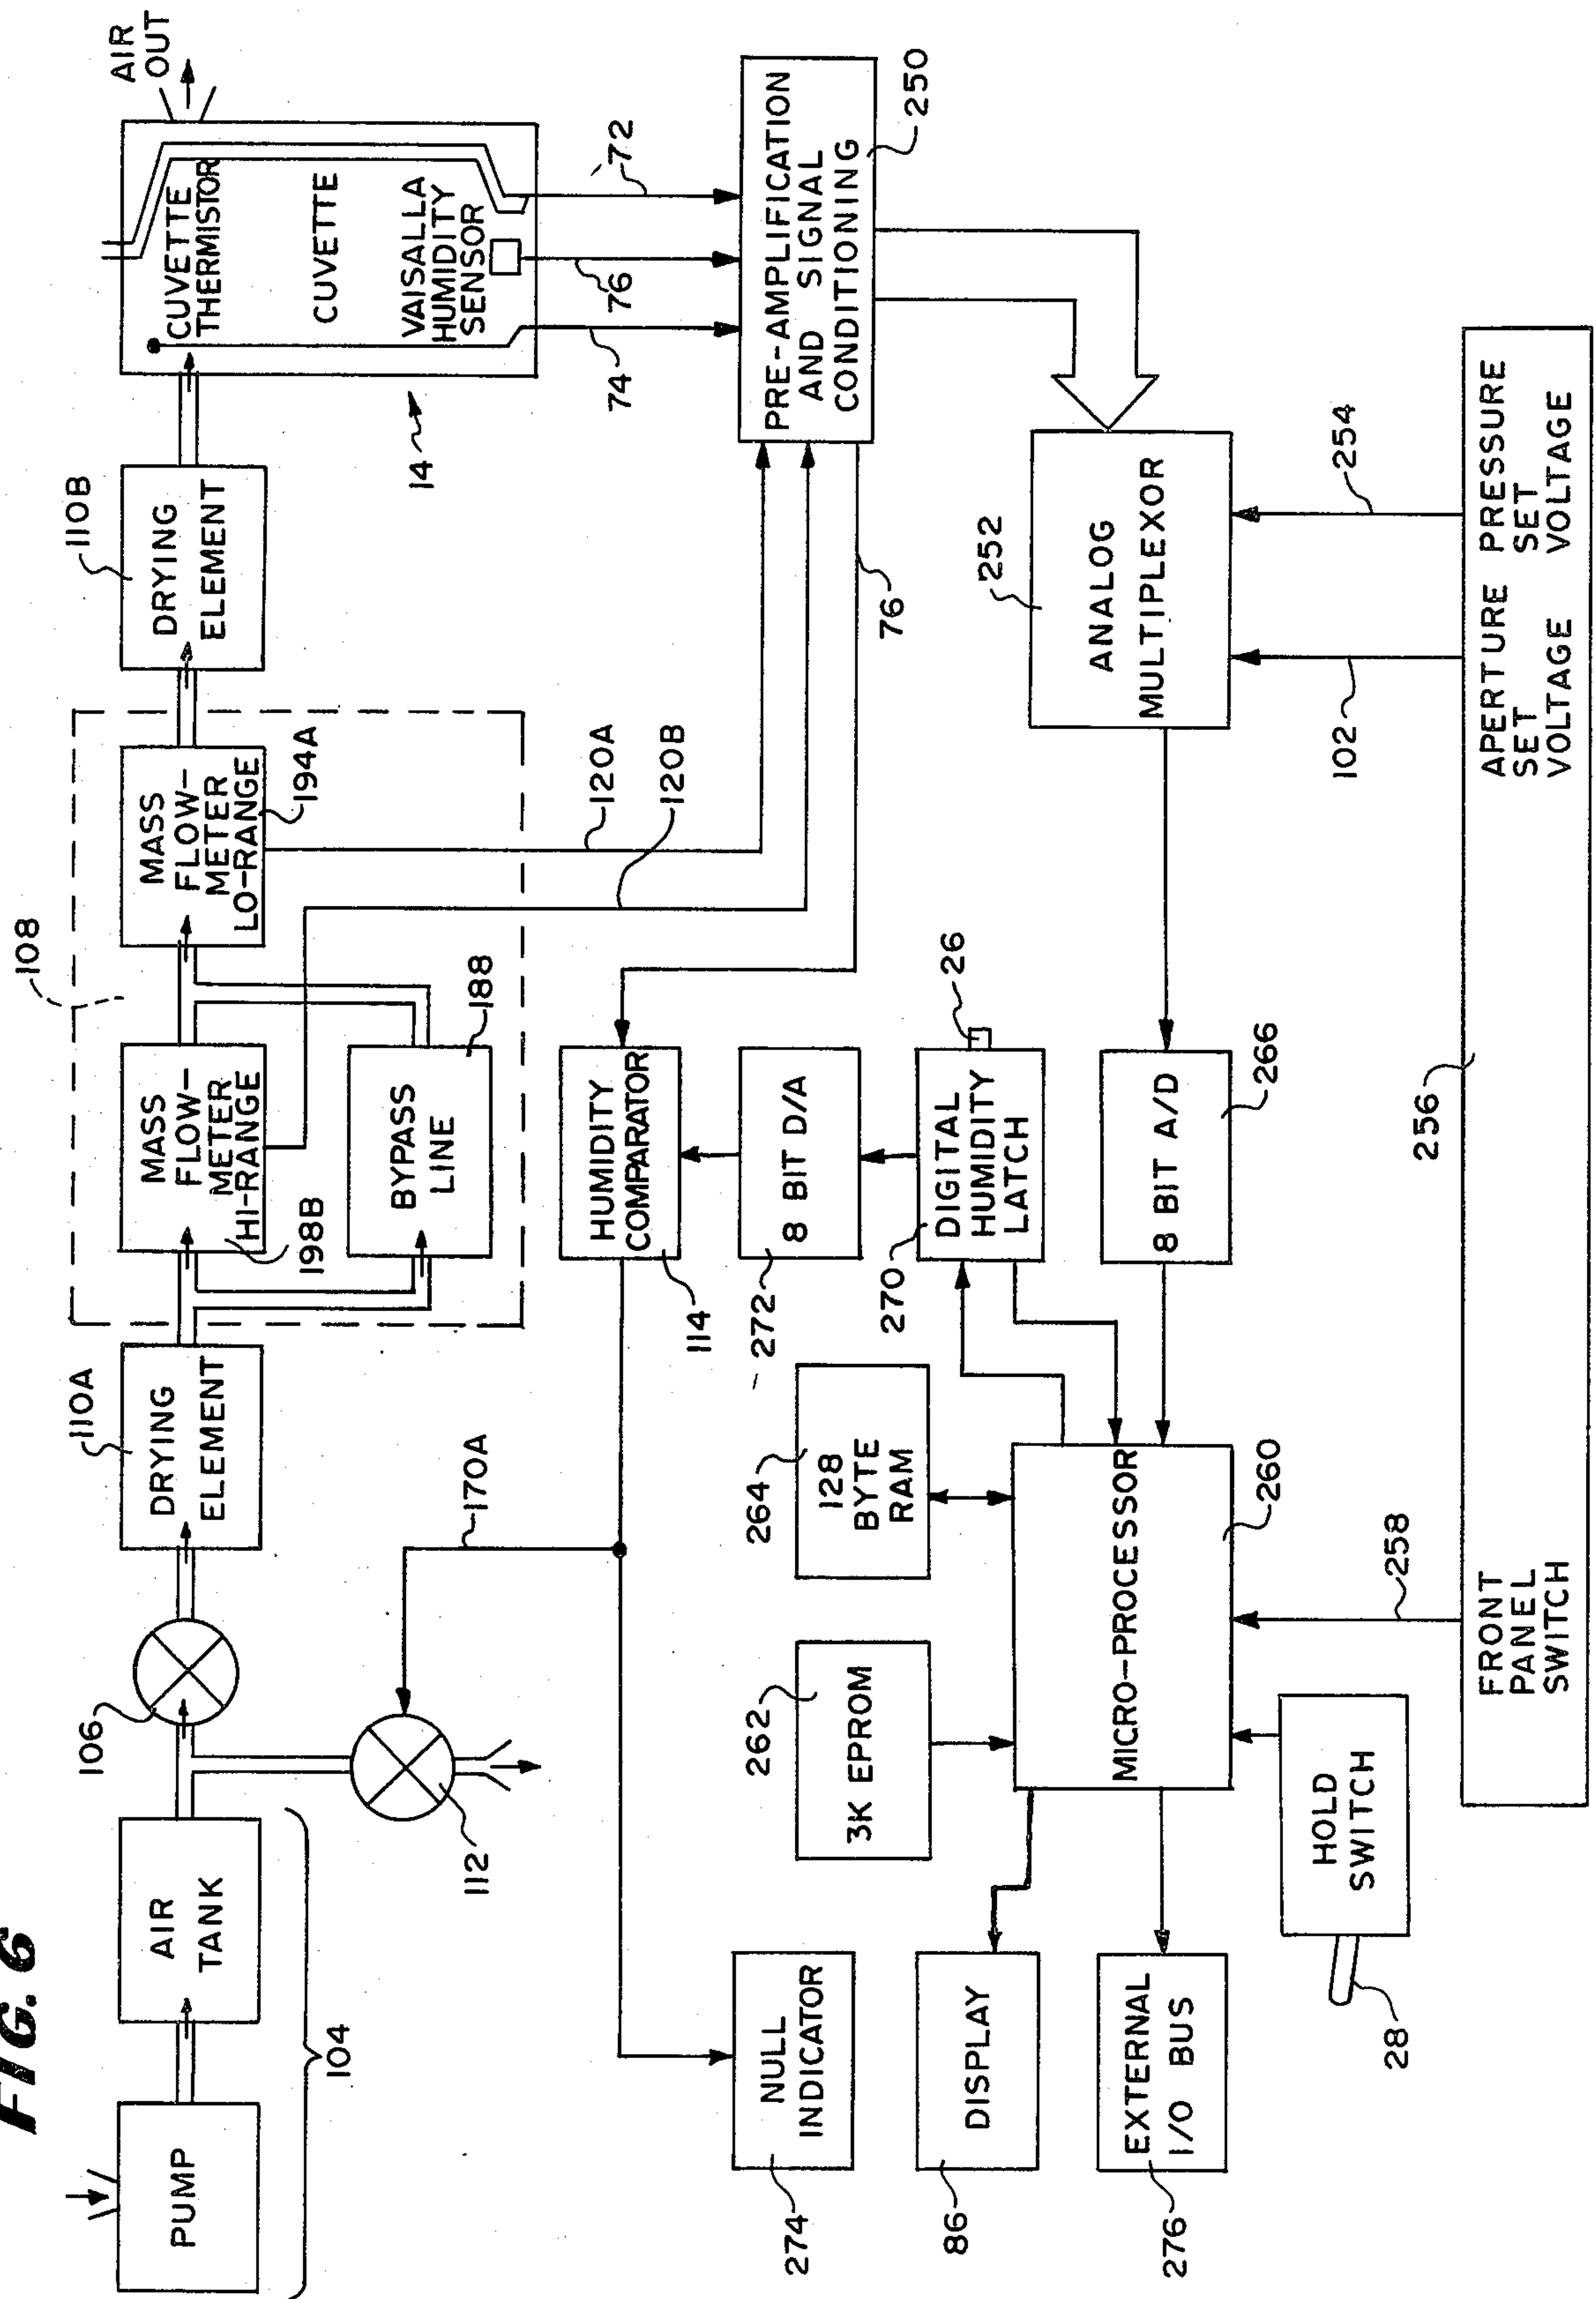 FIG. 6
PUMP
AIR
TANK
104
106
112
110A
DRYING
ELEMENT
170A
108
MASS
FLOW-
METER
HI-RANGE
198B
BYPASS
LINE
188
MASS
FLOW-
METER
LO-RANGE
194A
120A
120B
110B
DRYING
ELEMENT
AIR
OUT
CUVETTE
THERMISTOR
CUVETTE
VAISALLA
HUMIDITY
SENSOR
14
74
76
72
PRE-AMPLIFICATION
AND SIGNAL
CONDITIONING
250
76
HUMIDITY
COMPARATOR
114
8 BIT D/A
272
DIGITAL
HUMIDITY
LATCH
26
270
8 BIT A/D
266
252
ANALOG
MULTIPLEXOR
102
254
NULL
INDICATOR
274
DISPLAY
86
EXTERNAL
I/O BUS
276
262
3K EPROM
264
128
BYTE
RAM
MICRO-PROCESSOR
260
HOLD
SWITCH
28
258
256
FRONT
PANEL
SWITCH
APERTURE
SET
VOLTAGE
PRESSURE
SET
VOLTAGE